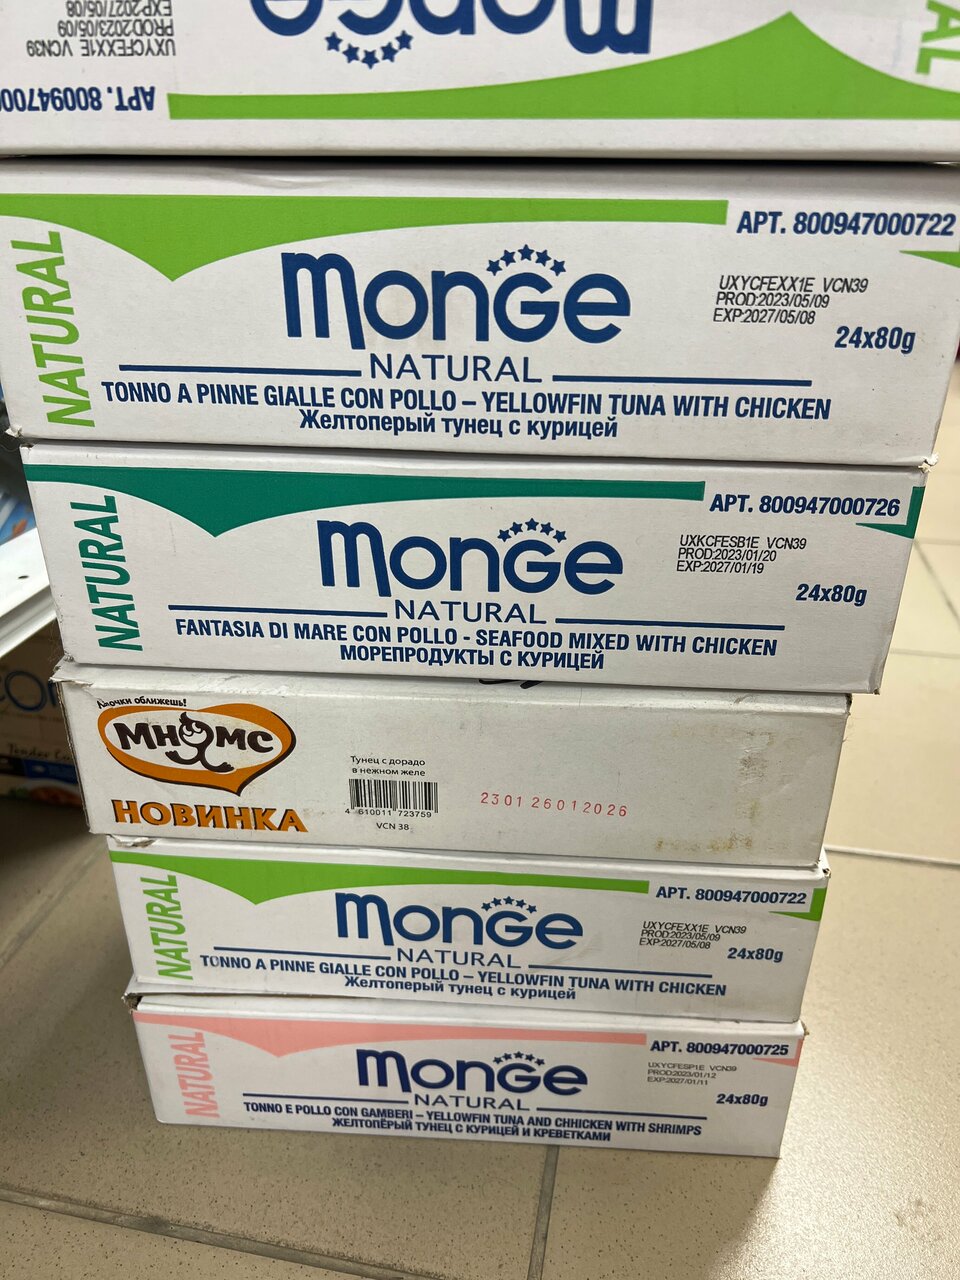 monge
UXYCFEXX1E VCN39
PROD:2023/05/09
EXP:2027/05/08
APT. 8009470007
NATURAL
APT. 800947000722
monge
NATURAL
UXYCFEXX1E VCN39
PROD:2023/05/09
EXP:2027/05/08
24x80g
TONNO A PINNE GIALLE CON POLLO – YELLOWFIN TUNA WITH CHICKEN
Желтоперый тунец с курицей
NATURAL
APT. 800947000726
monge
NATURAL
UXKCFESB1E VCN39
PROD:2023/01/20
EXP:2027/01/19
24x80g
FANTASIA DI MARE CON POLLO - SEAFOOD MIXED WITH CHICKEN
МОРЕПРОДУКТЫ С КУРИЦЕЙ
оближешь!
МНЯМС
НОВИНКА
Тунец с дорадо
в нежном желе
4 610011 723759
VCN 38
2301 26012026
NATURAL
APT. 800947000722
monge
NATURAL
UXYCFEXX1E VCN39
PROD:2023/05/09
EXP:2027/05/08
24x80g
TONNO A PINNE GIALLE CON POLLO – YELLOWFIN TUNA WITH CHICKEN
Желтоперый тунец с курицей
NATURAL
APT. 800947000725
monge
NATURAL
UXYCFESP1E VCN39
PROD:2023/01/12
EXP:2027/01/11
24x80g
TONNO E POLLO CON GAMBERI – YELLOWFIN TUNA AND CHHICKEN WITH SHRIMPS
ЖЕЛТОПЁРЫЙ ТУНЕЦ С КУРИЦЕЙ И КРЕВЕТКАМИ